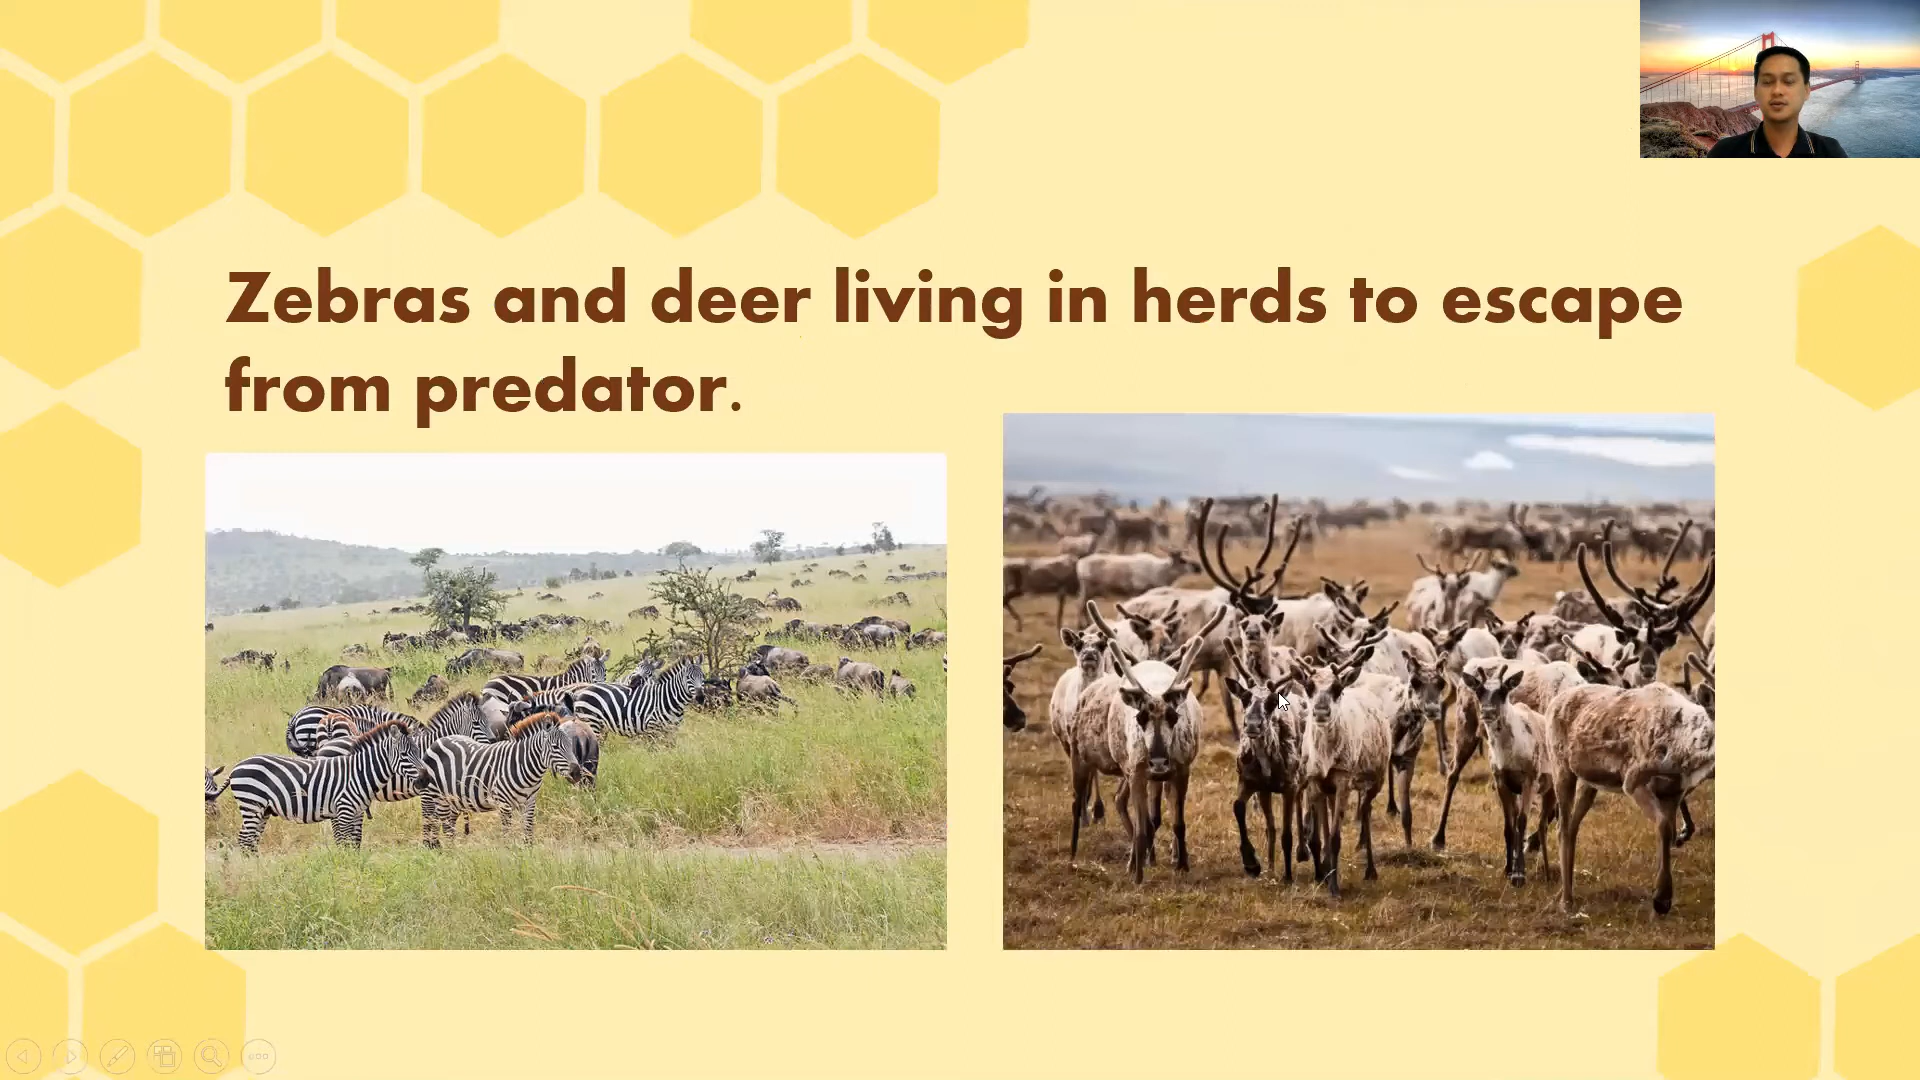 Zebras and deer living in herds to escape
from predator.